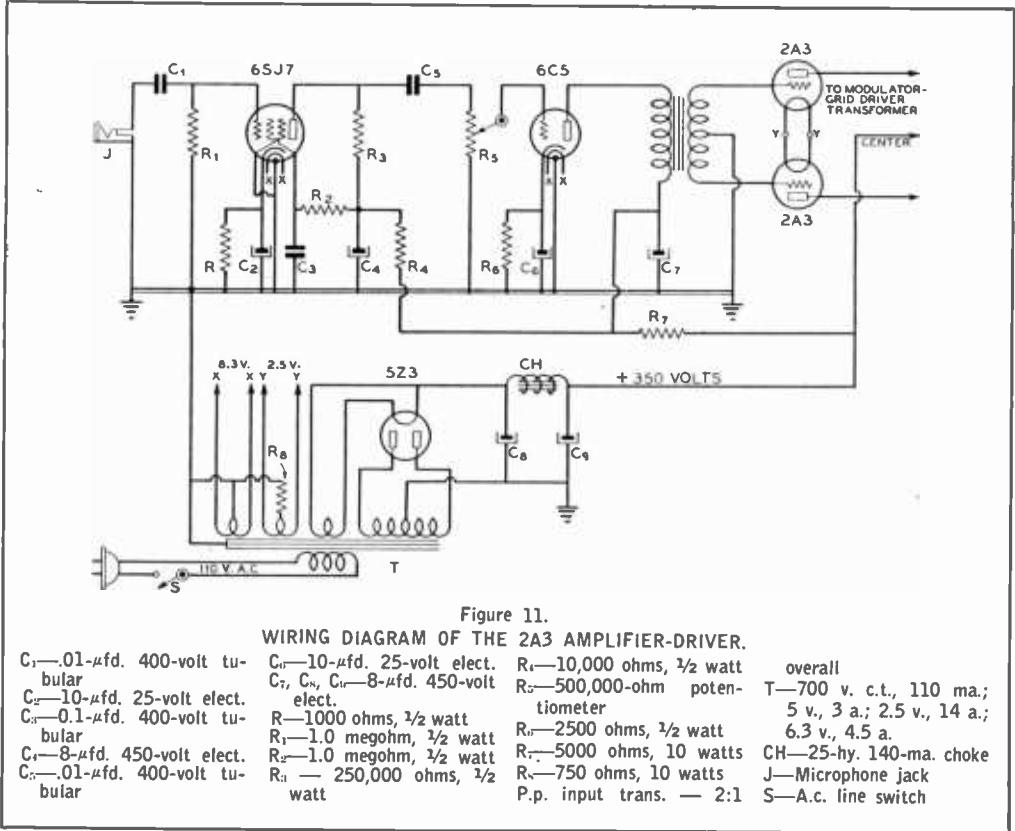 C1
6SJ7
C5
6C5
2A3
TO MODULATOR-
GRID DRIVER
TRANSFORMER
J
R1
R3
R5
X X
X X
Y Y
CENTER
2A3
R2
R
C2
C3
C4
R4
R6
C6
C7
R7
8.3 V. 2.5 V.
X X Y Y
5Z3
CH
+ 350 VOLTS
R8
C8
C9
110 V. A.C
S
T
Figure 11.
WIRING DIAGRAM OF THE 2A3 AMPLIFIER-DRIVER.
C1—.01-μfd. 400-volt tu-
bular
C2—10-μfd. 25-volt elect.
C3—0.1-μfd. 400-volt tu-
bular
C4—8-μfd. 450-volt elect.
C5—.01-μfd. 400-volt tu-
bular
C6—10-μfd. 25-volt elect.
C7, C8, C9—8-μfd. 450-volt
elect.
R—1000 ohms, ½ watt
R1—1.0 megohm, ½ watt
R2—1.0 megohm, ½ watt
R3 — 250,000 ohms, ½
watt
R4—10,000 ohms, ½ watt
R5—500,000-ohm poten-
tiometer
R6—2500 ohms, ½ watt
R7—5000 ohms, 10 watts
R8—750 ohms, 10 watts
P.p. input trans. — 2:1
overall
T—700 v. c.t., 110 ma.;
5 v., 3 a.; 2.5 v., 14 a.;
6.3 v., 4.5 a.
CH—25-hy. 140-ma. choke
J—Microphone jack
S—A.c. line switch